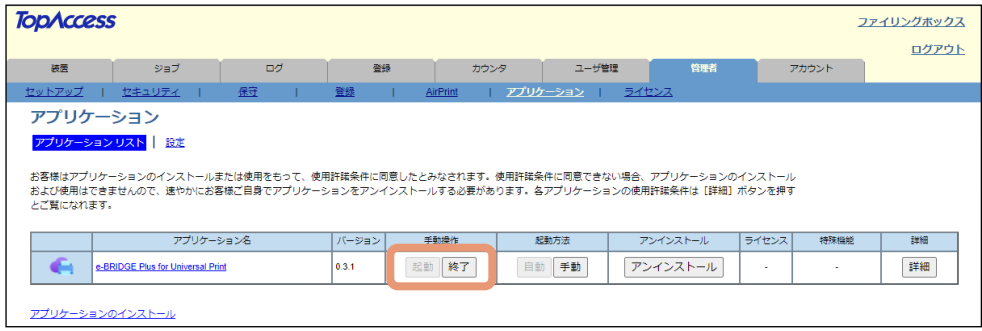 TopAccess
ファイリングボックス
ログアウト
装置 ジョブ ログ 登録 カウンタ ユーザ管理 管理者 アカウント
セットアップ | セキュリティ | 保守 | 登録 | AirPrint | アプリケーション | ライセンス
アプリケーション
アプリケーションリスト | 設定
お客様はアプリケーションのインストールまたは使用をもって、使用許諾条件に同意したとみなされます。使用許諾条件に同意できない場合、アプリケーションのインストール
および使用はできませんので、速やかにお客様ご自身でアプリケーションをアンインストールする必要があります。各アプリケーションの使用許諾条件は［詳細］ボタンを押す
とご覧になれます。
アプリケーション名 バージョン 手動操作 起動方法 アンインストール ライセンス 特殊機能 詳細
e-BRIDGE Plus for Universal Print 0.3.1 起動 終了 自動 手動 アンインストール - - 詳細
アプリケーションのインストール